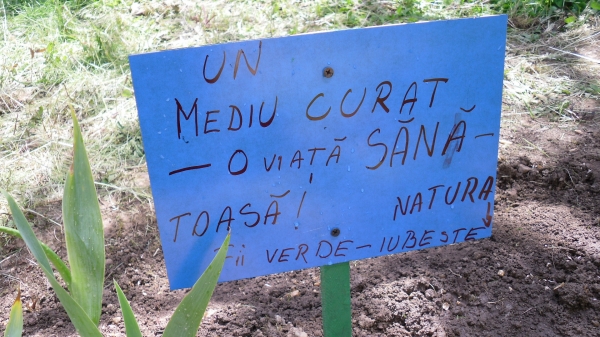 UN
MEDIU CURAT
- O VIAȚĂ SĂNĂ-
TOASĂ!
NATURA
FII VERDE-IUBEȘTE